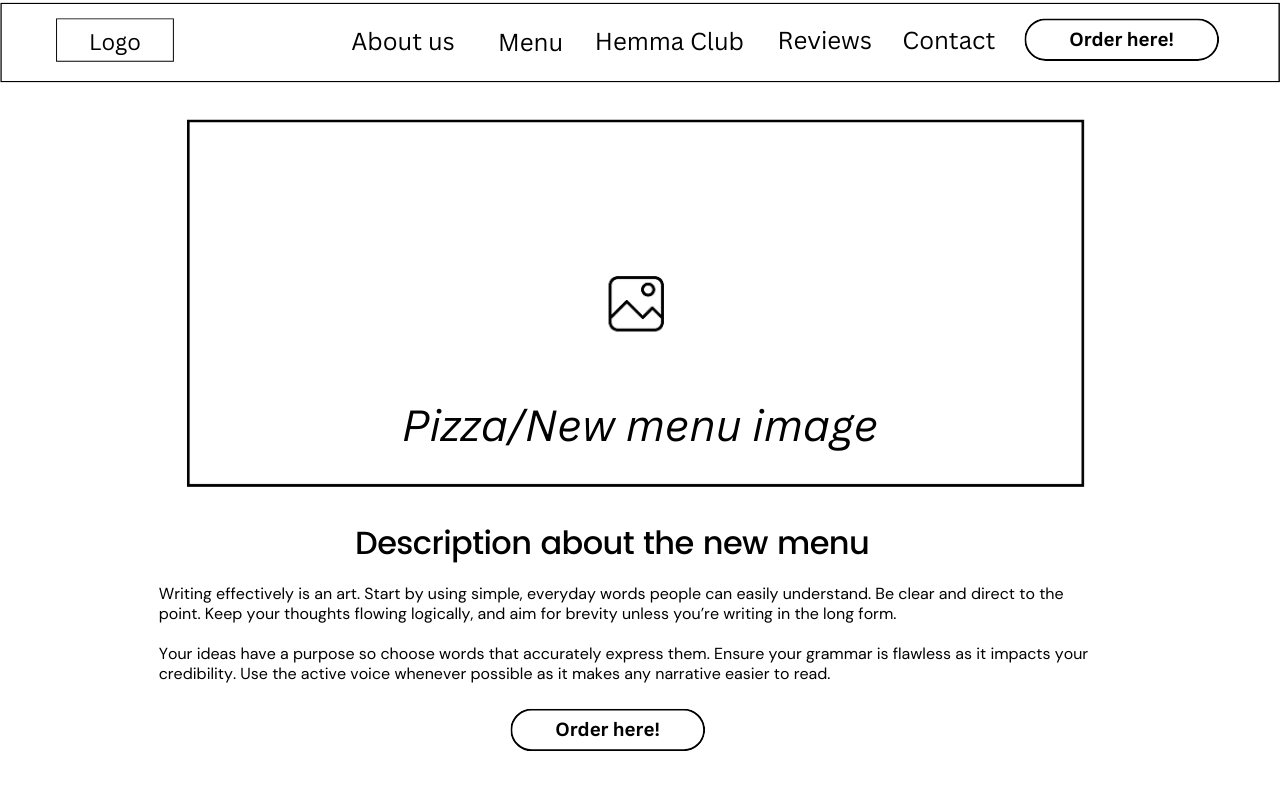 Logo
About us
Menu
Hemma Club
Reviews
Contact
Order here!
Pizza/New menu image
Description about the new menu
Writing effectively is an art. Start by using simple, everyday words people can easily understand. Be clear and direct to the
point. Keep your thoughts flowing logically, and aim for brevity unless you’re writing in the long form.
Your ideas have a purpose so choose words that accurately express them. Ensure your grammar is flawless as it impacts your
credibility. Use the active voice whenever possible as it makes any narrative easier to read.
Order here!